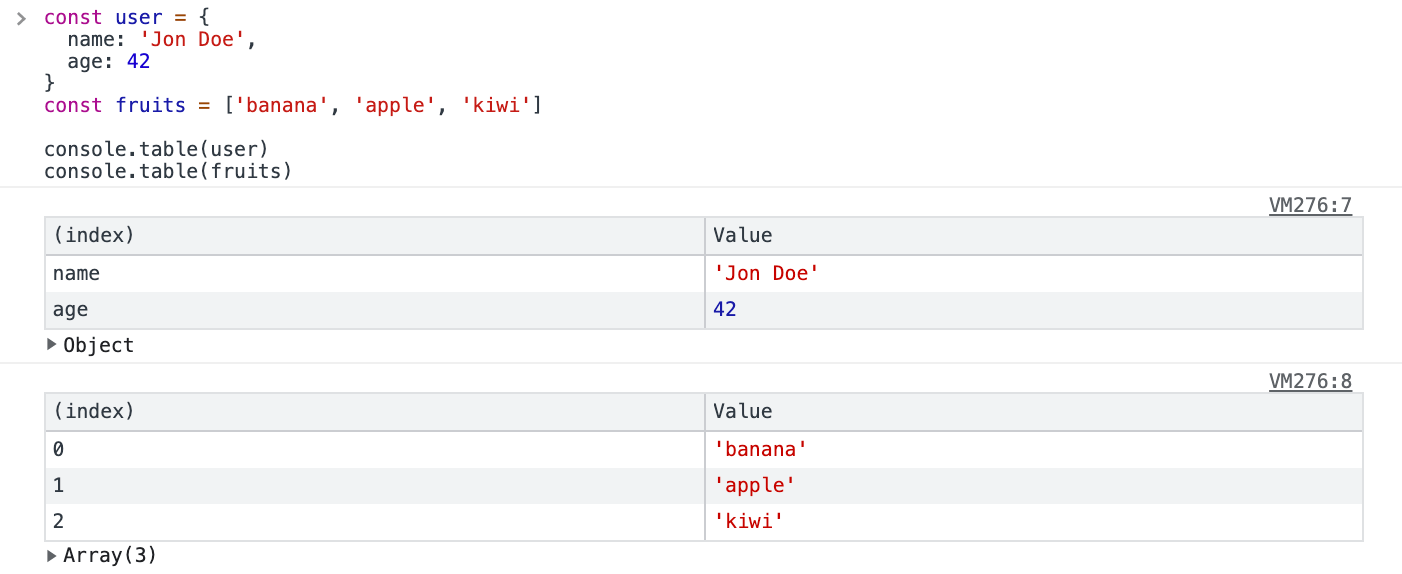 const user = {
  name: 'Jon Doe',
  age: 42
}
const fruits = ['banana', 'apple', 'kiwi']
console.table(user)
console.table(fruits)
VM276:7
(index) Value
name 'Jon Doe'
age 42
Object
VM276:8
(index) Value
0 'banana'
1 'apple'
2 'kiwi'
Array(3)